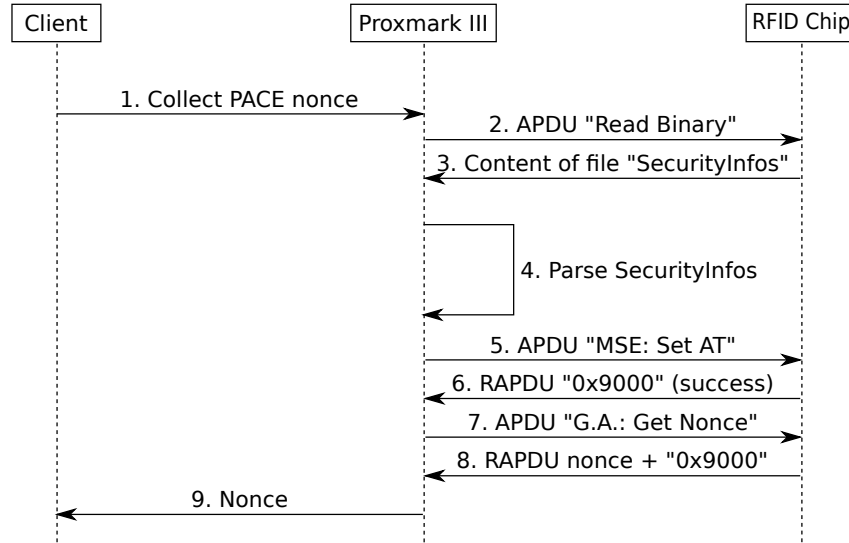 Client
Proxmark III
RFID Chip
1. Collect PACE nonce
2. APDU "Read Binary"
3. Content of file "SecurityInfos"
4. Parse SecurityInfos
5. APDU "MSE: Set AT"
6. RAPDU "0x9000" (success)
7. APDU "G.A.: Get Nonce"
8. RAPDU nonce + "0x9000"
9. Nonce